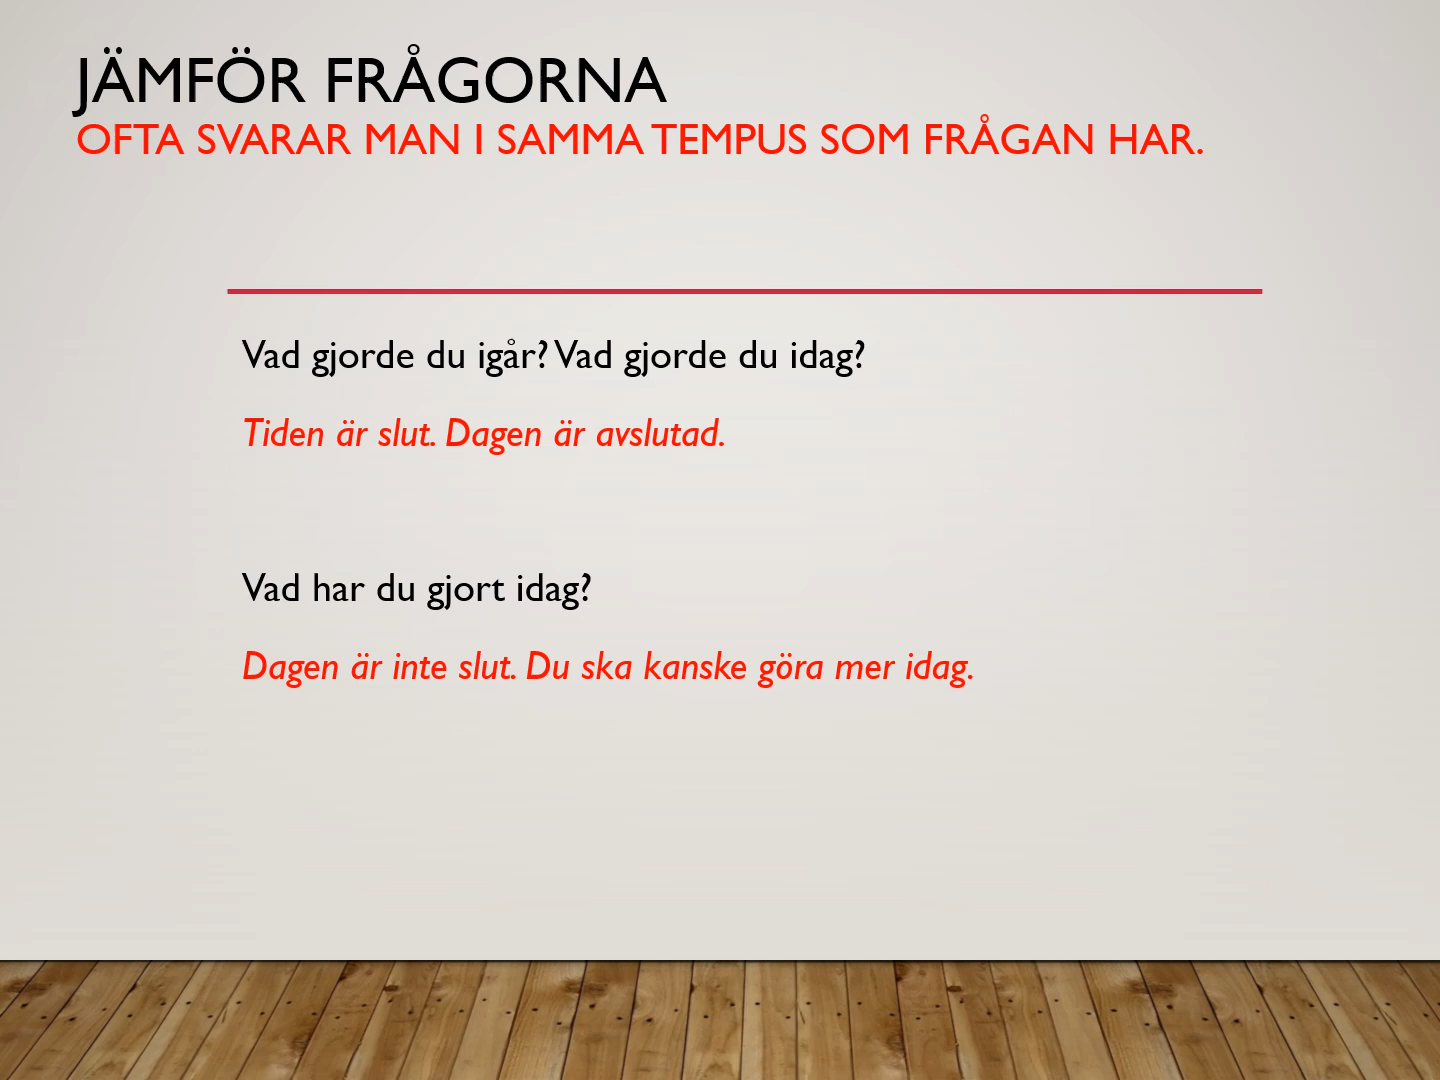 JÄMFÖR FRÅGORNA
OFTA SVARAR MAN I SAMMA TEMPUS SOM FRÅGAN HAR.
Vad gjorde du igår? Vad gjorde du idag?
Tiden är slut. Dagen är avslutad.
Vad har du gjort idag?
Dagen är inte slut. Du ska kanske göra mer idag.